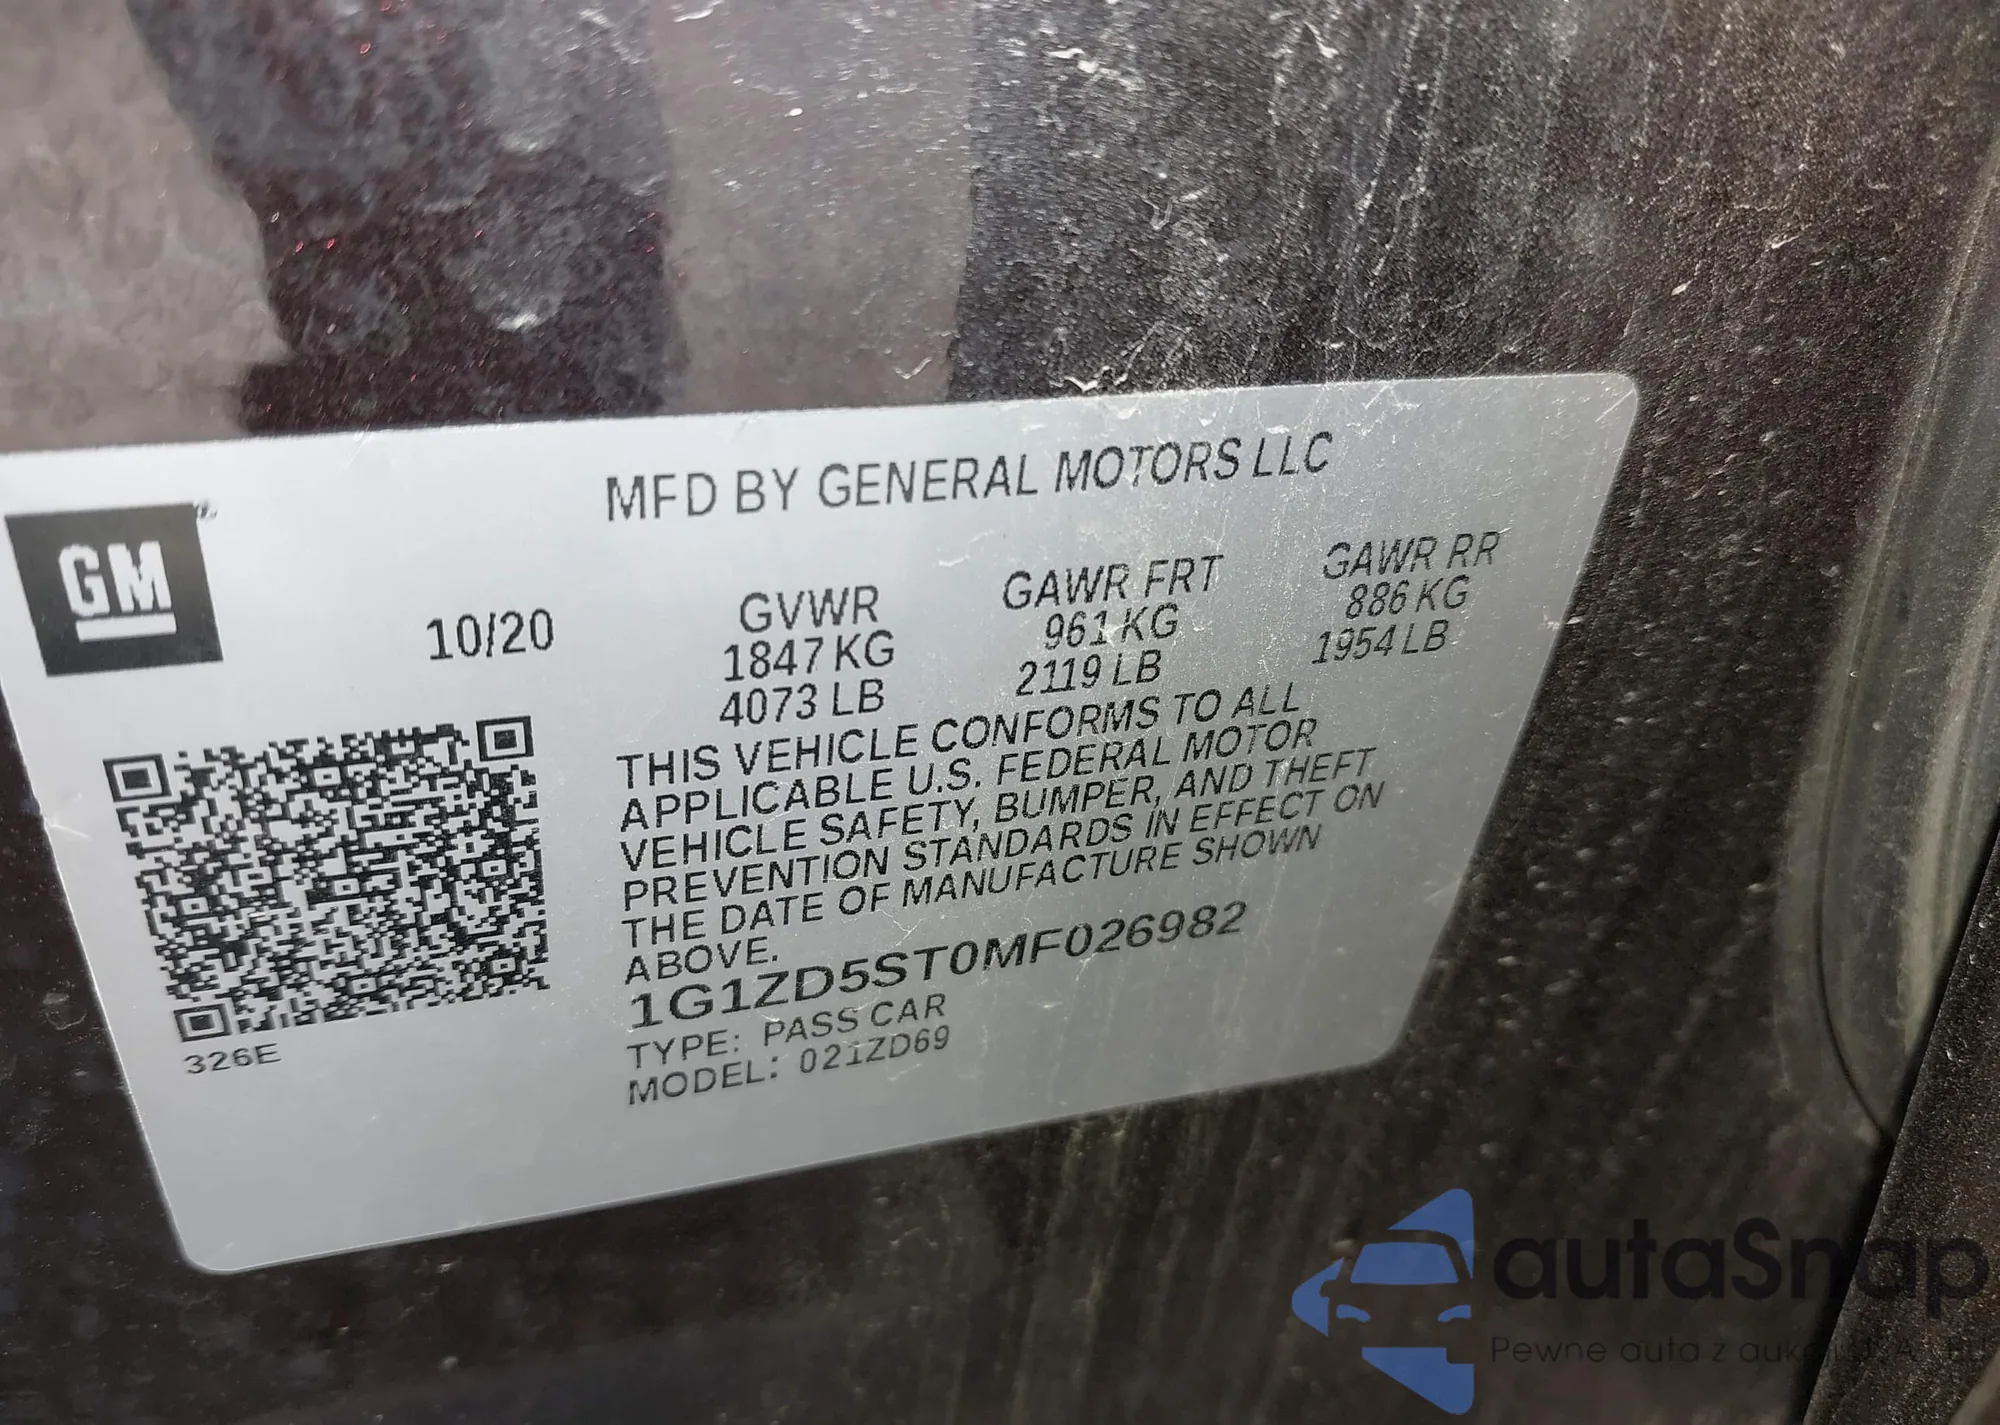 MFD BY GENERAL MOTORS LLC
GM
10/20
GVWR
1847 KG
4073 LB
GAWR FRT
961 KG
2119 LB
GAWR RR
886 KG
1954 LB
THIS VEHICLE CONFORMS TO ALL
APPLICABLE U.S. FEDERAL MOTOR
VEHICLE SAFETY, BUMPER, AND THEFT
PREVENTION STANDARDS IN EFFECT ON
THE DATE OF MANUFACTURE SHOWN
ABOVE.
1G1ZD5ST0MF026982
TYPE: PASS CAR
MODEL: 021ZD69
326E
autaSnap
Pewne auta z